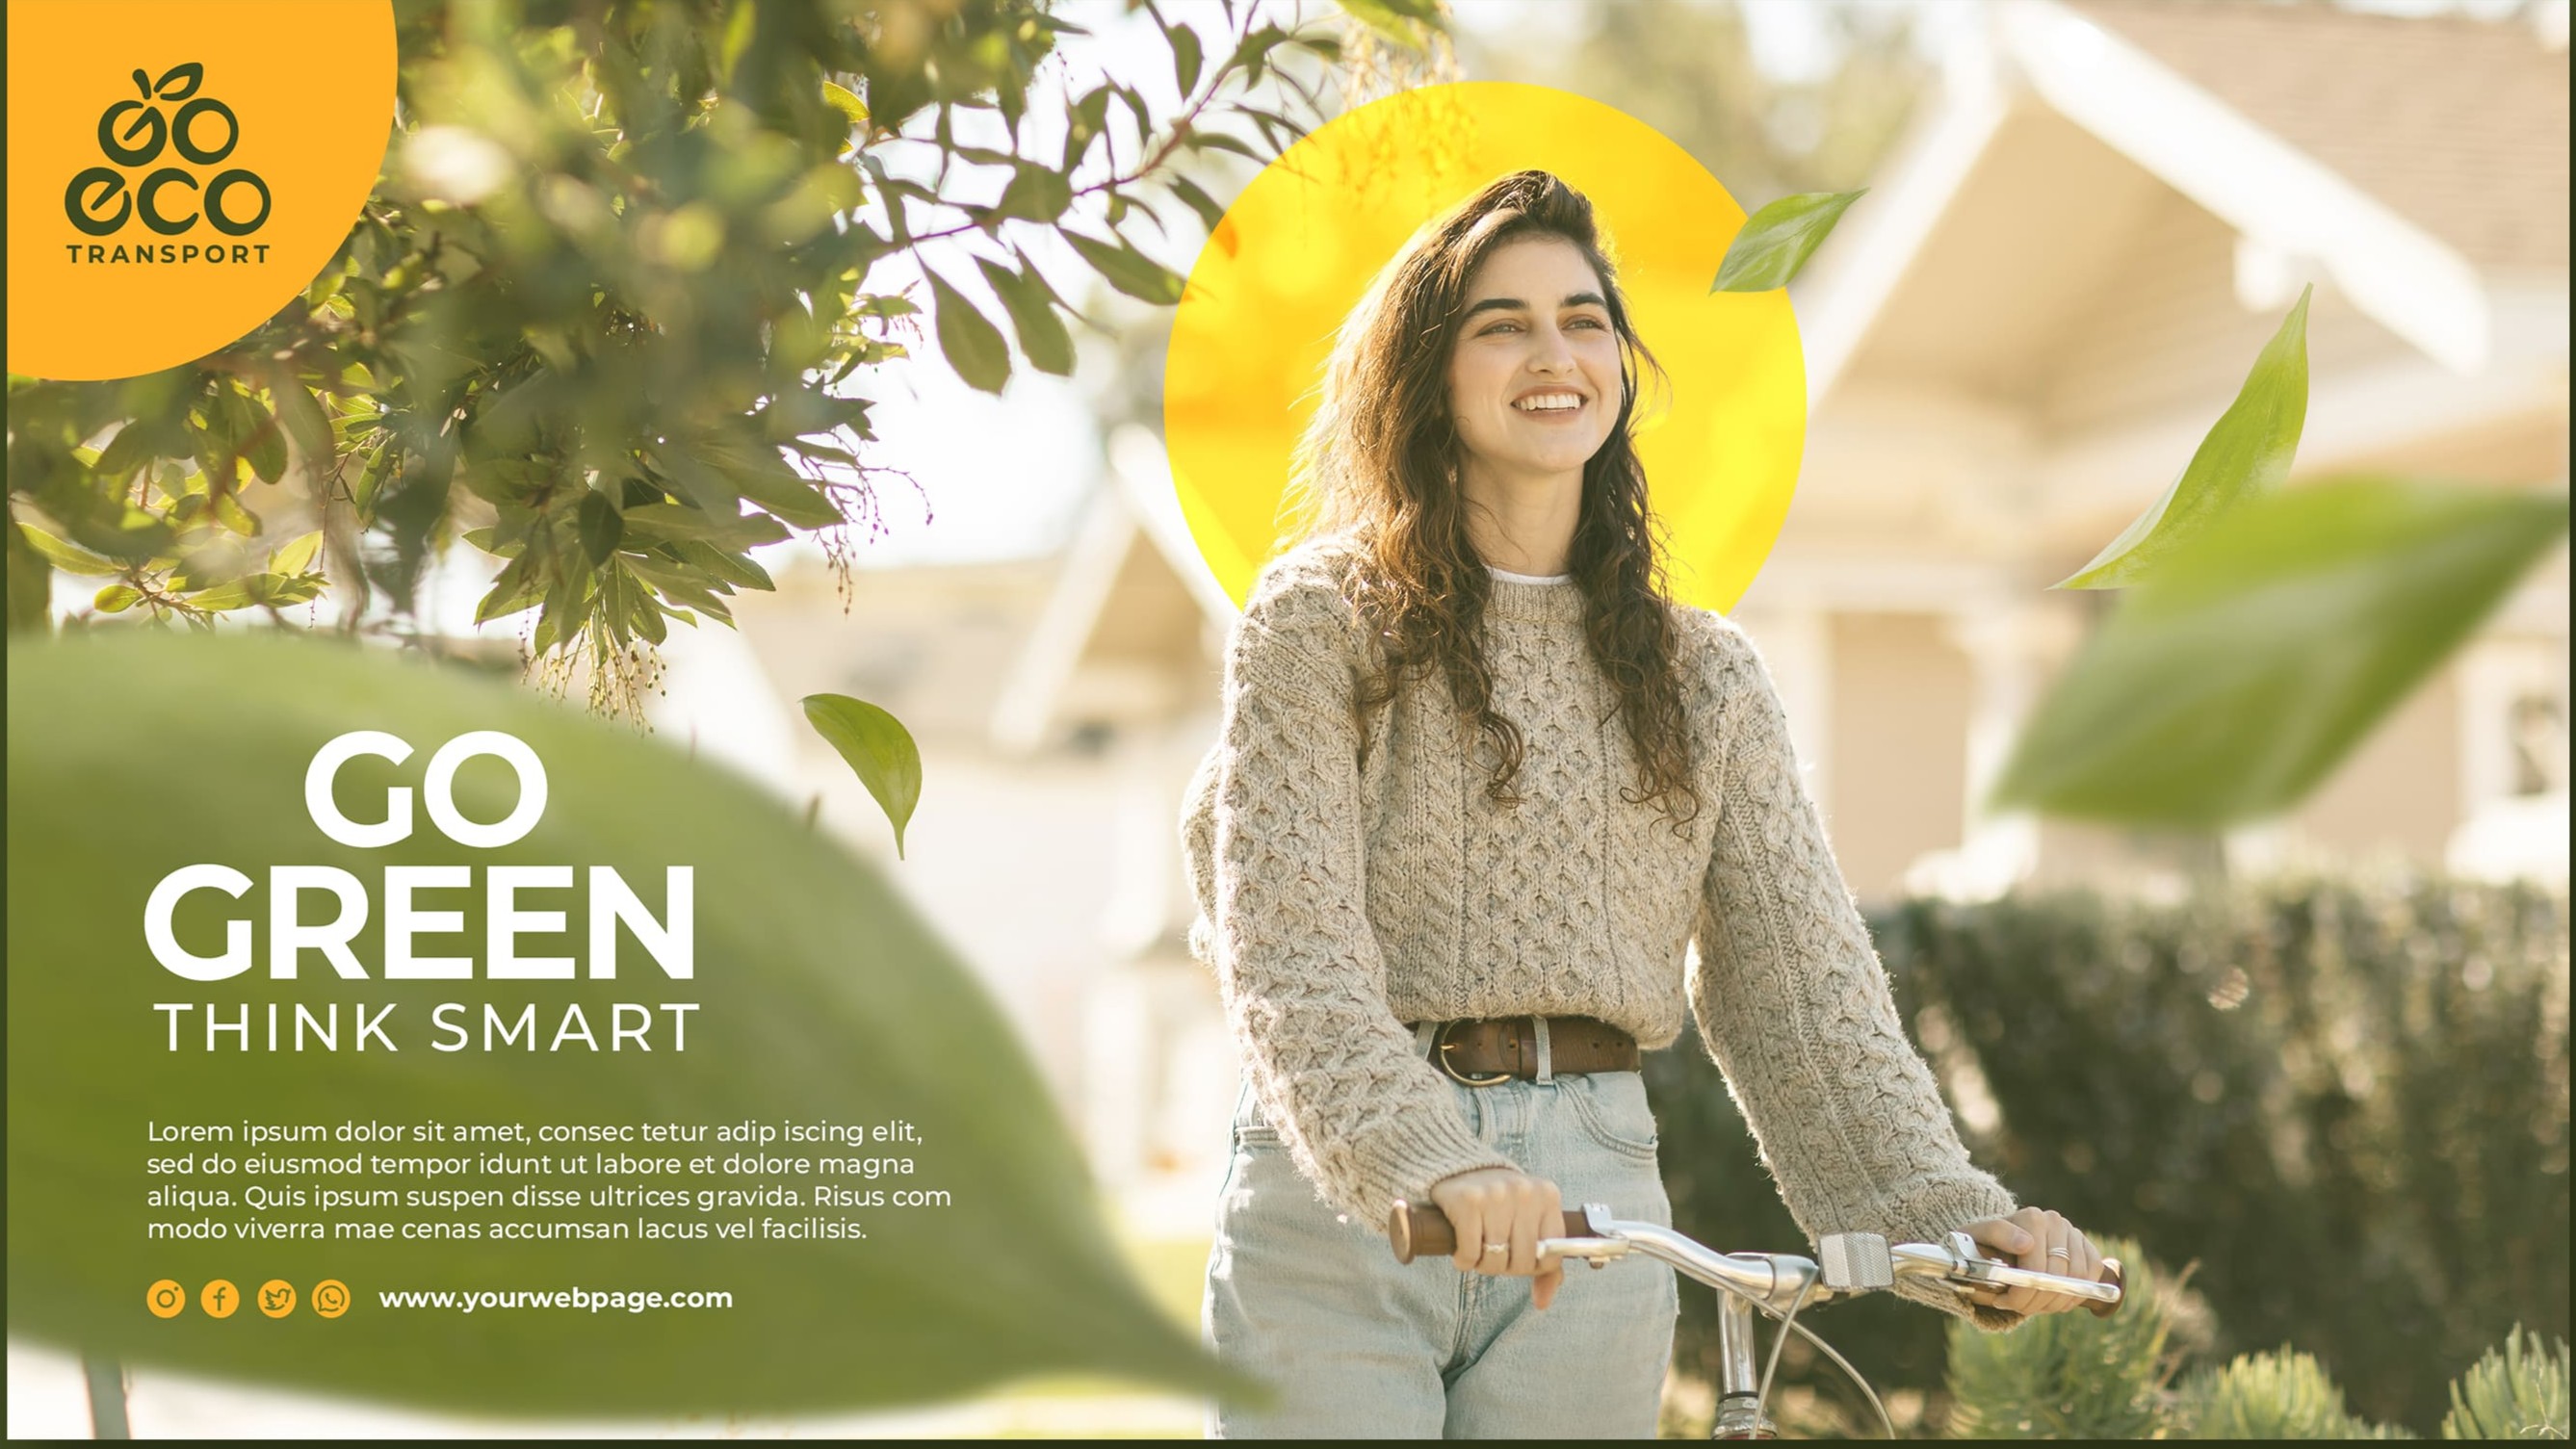 GO
eco
TRANSPORT
GO
GREEN
THINK SMART
Lorem ipsum dolor sit amet, consec tetur adip iscing elit,
sed do eiusmod tempor idunt ut labore et dolore magna
aliqua. Quis ipsum suspen disse ultrices gravida. Risus com
modo viverra mae cenas accumsan lacus vel facilisis.
www.yourwebpage.com